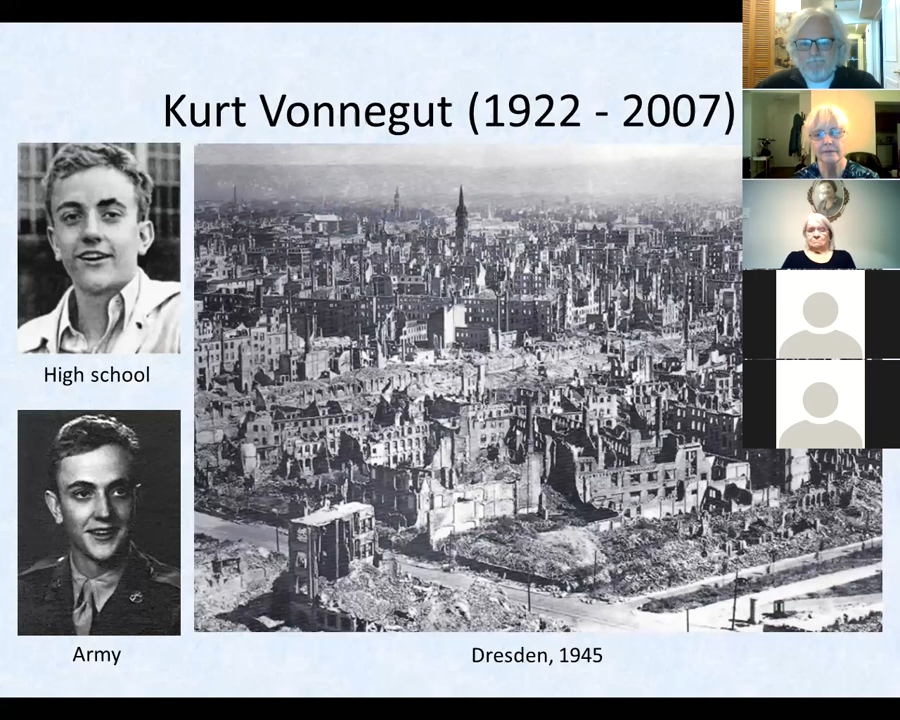 Kurt Vonnegut (1922 - 2007)
High school
Army
Dresden, 1945